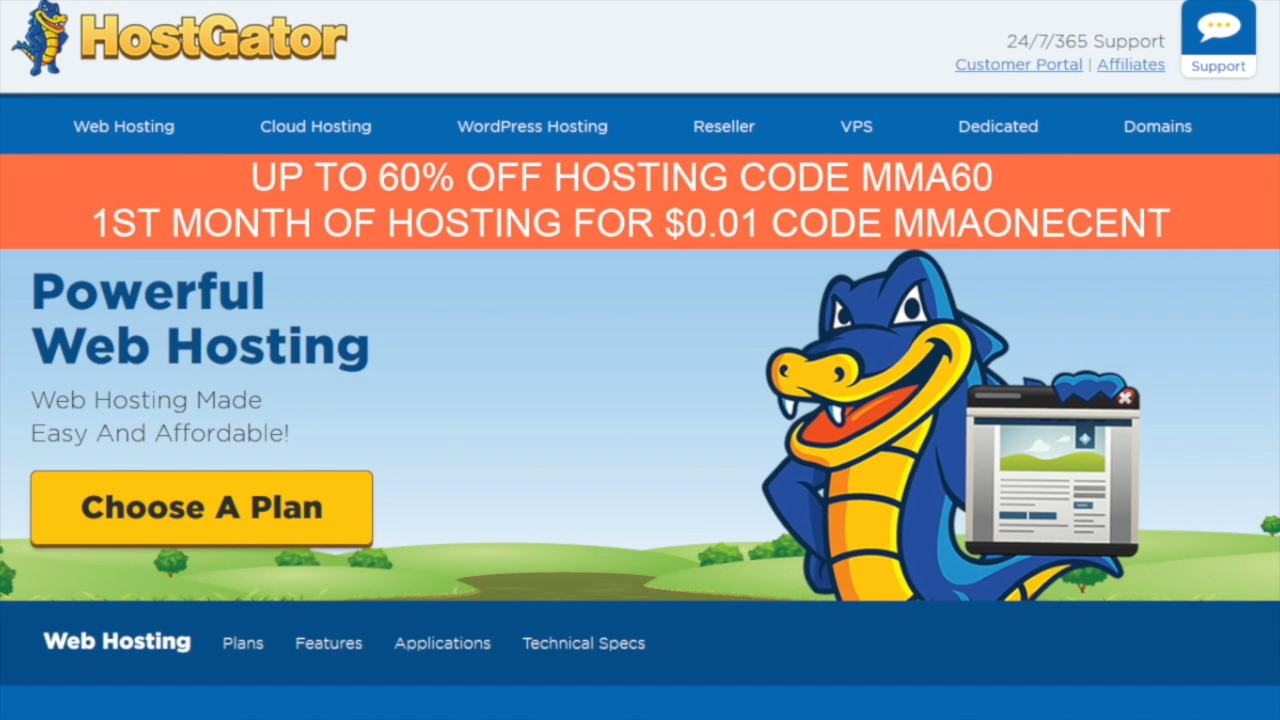 HostGator
24/7/365 Support
Customer Portal | Affiliates
Support
Web Hosting Cloud Hosting WordPress Hosting Reseller VPS Dedicated Domains
UP TO 60% OFF HOSTING CODE MMA60
1ST MONTH OF HOSTING FOR $0.01 CODE MMAONECENT
Powerful
Web Hosting
Web Hosting Made
Easy And Affordable!
Choose A Plan
Web Hosting Plans Features Applications Technical Specs